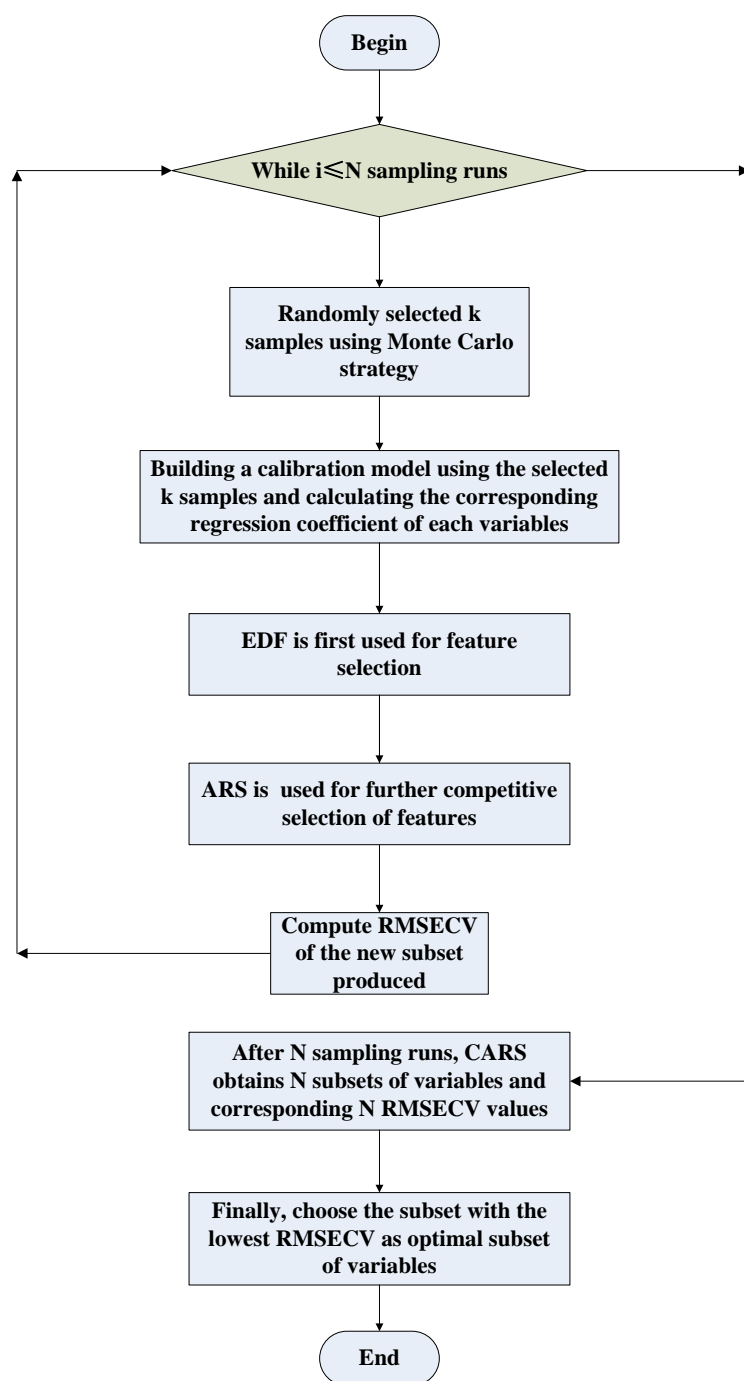 Begin
While i≤N sampling runs
Randomly selected k
samples using Monte Carlo
strategy
Building a calibration model using the selected
k samples and calculating the corresponding
regression coefficient of each variables
EDF is first used for feature
selection
ARS is  used for further competitive
selection of features
Compute RMSECV
of the new subset
produced
After N sampling runs, CARS
obtains N subsets of variables and
corresponding N RMSECV values
Finally, choose the subset with the
lowest RMSECV as optimal subset
of variables
End